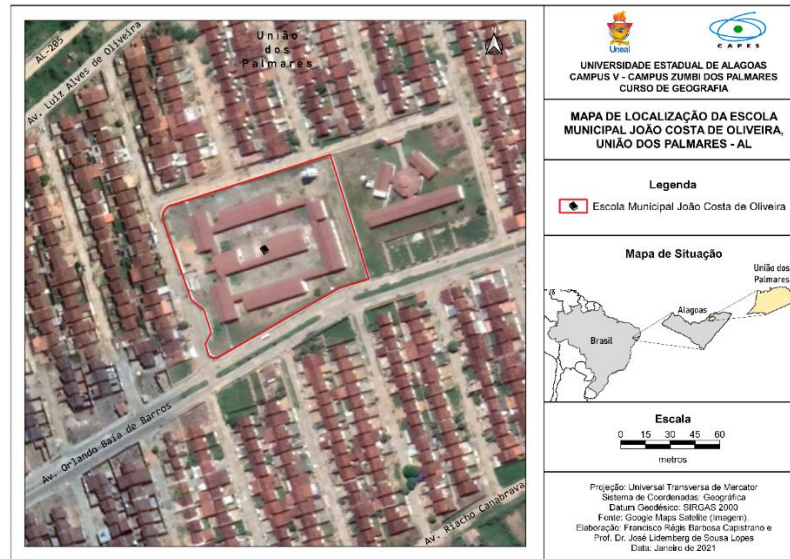 AL-205
Av. Luiz Alves de Oliveira
União
dos
Palmares
Av. Orlando Baía de Barros
Av. Riacho Canabrava
Uneal
CAPES
UNIVERSIDADE ESTADUAL DE ALAGOAS
CAMPUS V - CAMPUS ZUMBI DOS PALMARES
CURSO DE GEOGRAFIA
MAPA DE LOCALIZAÇÃO DA ESCOLA
MUNICIPAL JOÃO COSTA DE OLIVEIRA,
UNIÃO DOS PALMARES - AL
Legenda
Escola Municipal João Costa de Oliveira
Mapa de Situação
União dos
Palmares
Alagoas
Brasil
Escala
0 15 30 45 60
metros
Projeção: Universal Transversa de Mercator
Sistema de Coordenadas: Geográfica
Datum Geodésico: SIRGAS 2000
Fonte: Google Maps Satélite (Imagem).
Elaboração: Francisco Régis Barbosa Capistrano e
Prof. Dr. José Lidemberg de Sousa Lopes
Data: Janeiro de 2021